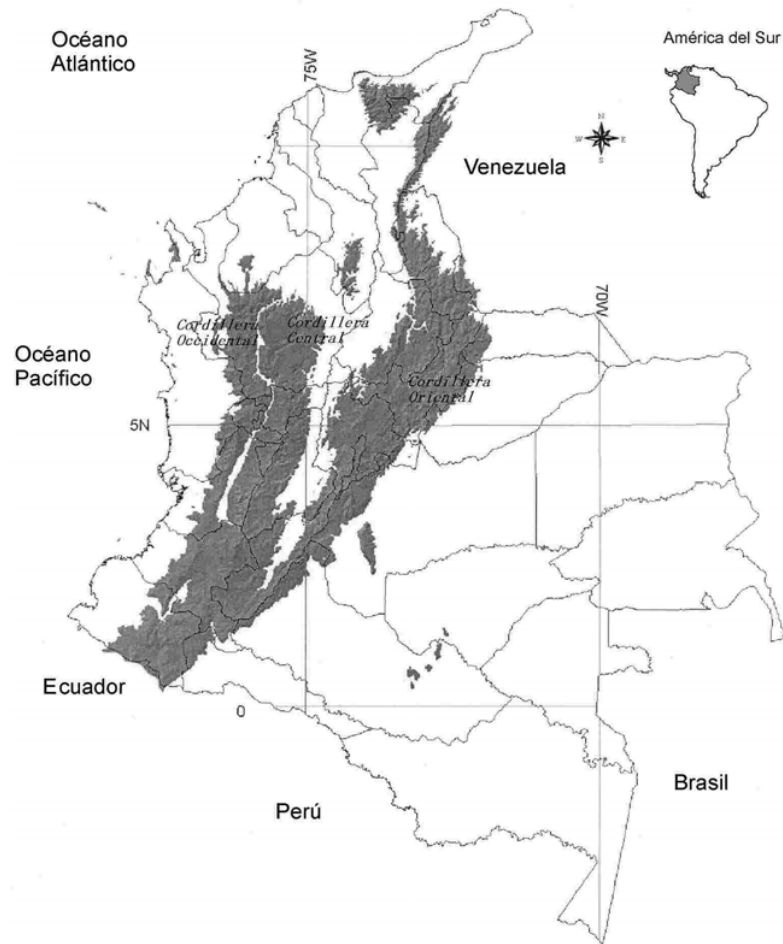 Océano
Atlántico
75W
América del Sur
N
W
E
S
Venezuela
70W
Cordillera
Occidental
Cordillera
Central
Océano
Pacífico
Cordillera
Oriental
5N
Ecuador
0
Brasil
Perú